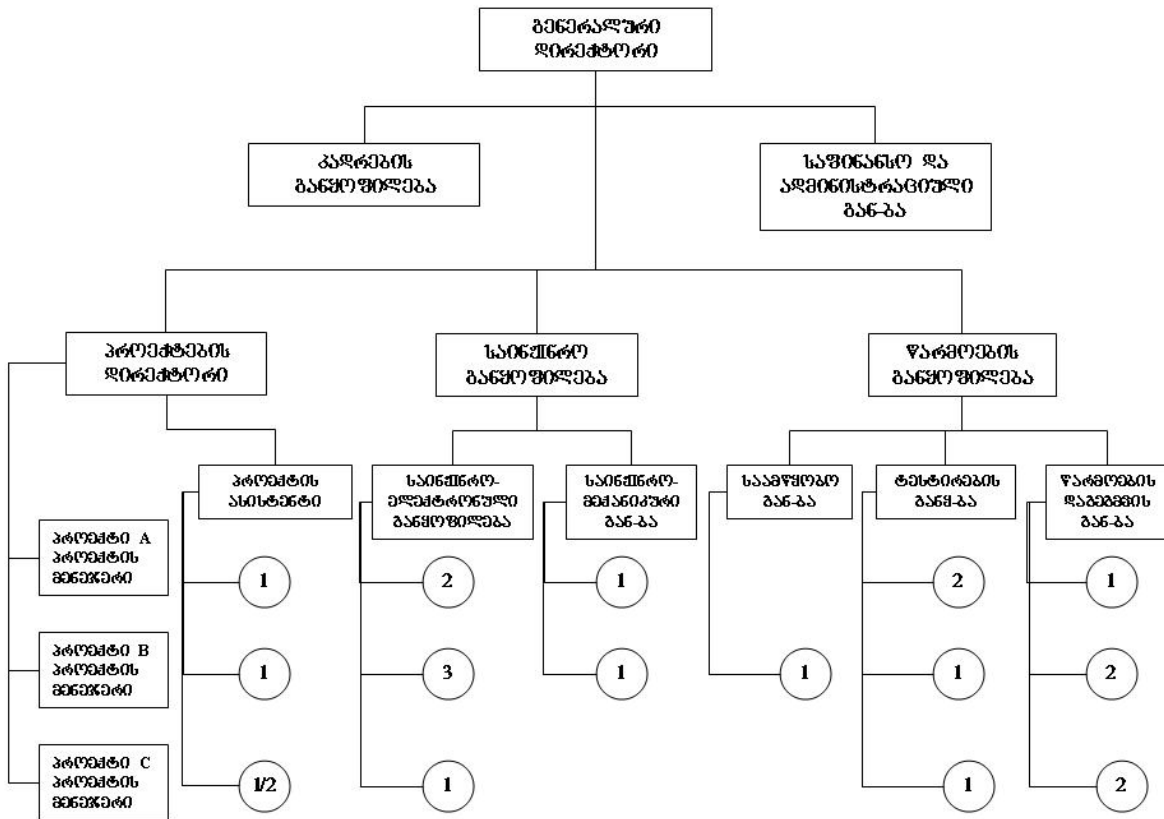 გენერალური
დირექტორი
კადრების
განყოფილება
საფინანსო და
ადმინისტრაციული
გან-ბა
პროექტების
დირექტორი
საინჟინრო
განყოფილება
წარმოების
განყოფილება
პროექტის
ასისტენტი
საინჟინრო-
ელექტრონული
განყოფილება
საინჟინრო-
მექანიკური
გან-ბა
საამწყობო
გან-ბა
ტესტირების
განყ-ბა
წარმოების
დაგეგმვის
გან-ბა
პროექტი A
პროექტის
მენეჯერი
1
2
1
2
1
პროექტი B
პროექტის
მენეჯერი
1
3
1
1
1
2
პროექტი C
პროექტის
მენეჯერი
1/2
1
1
2